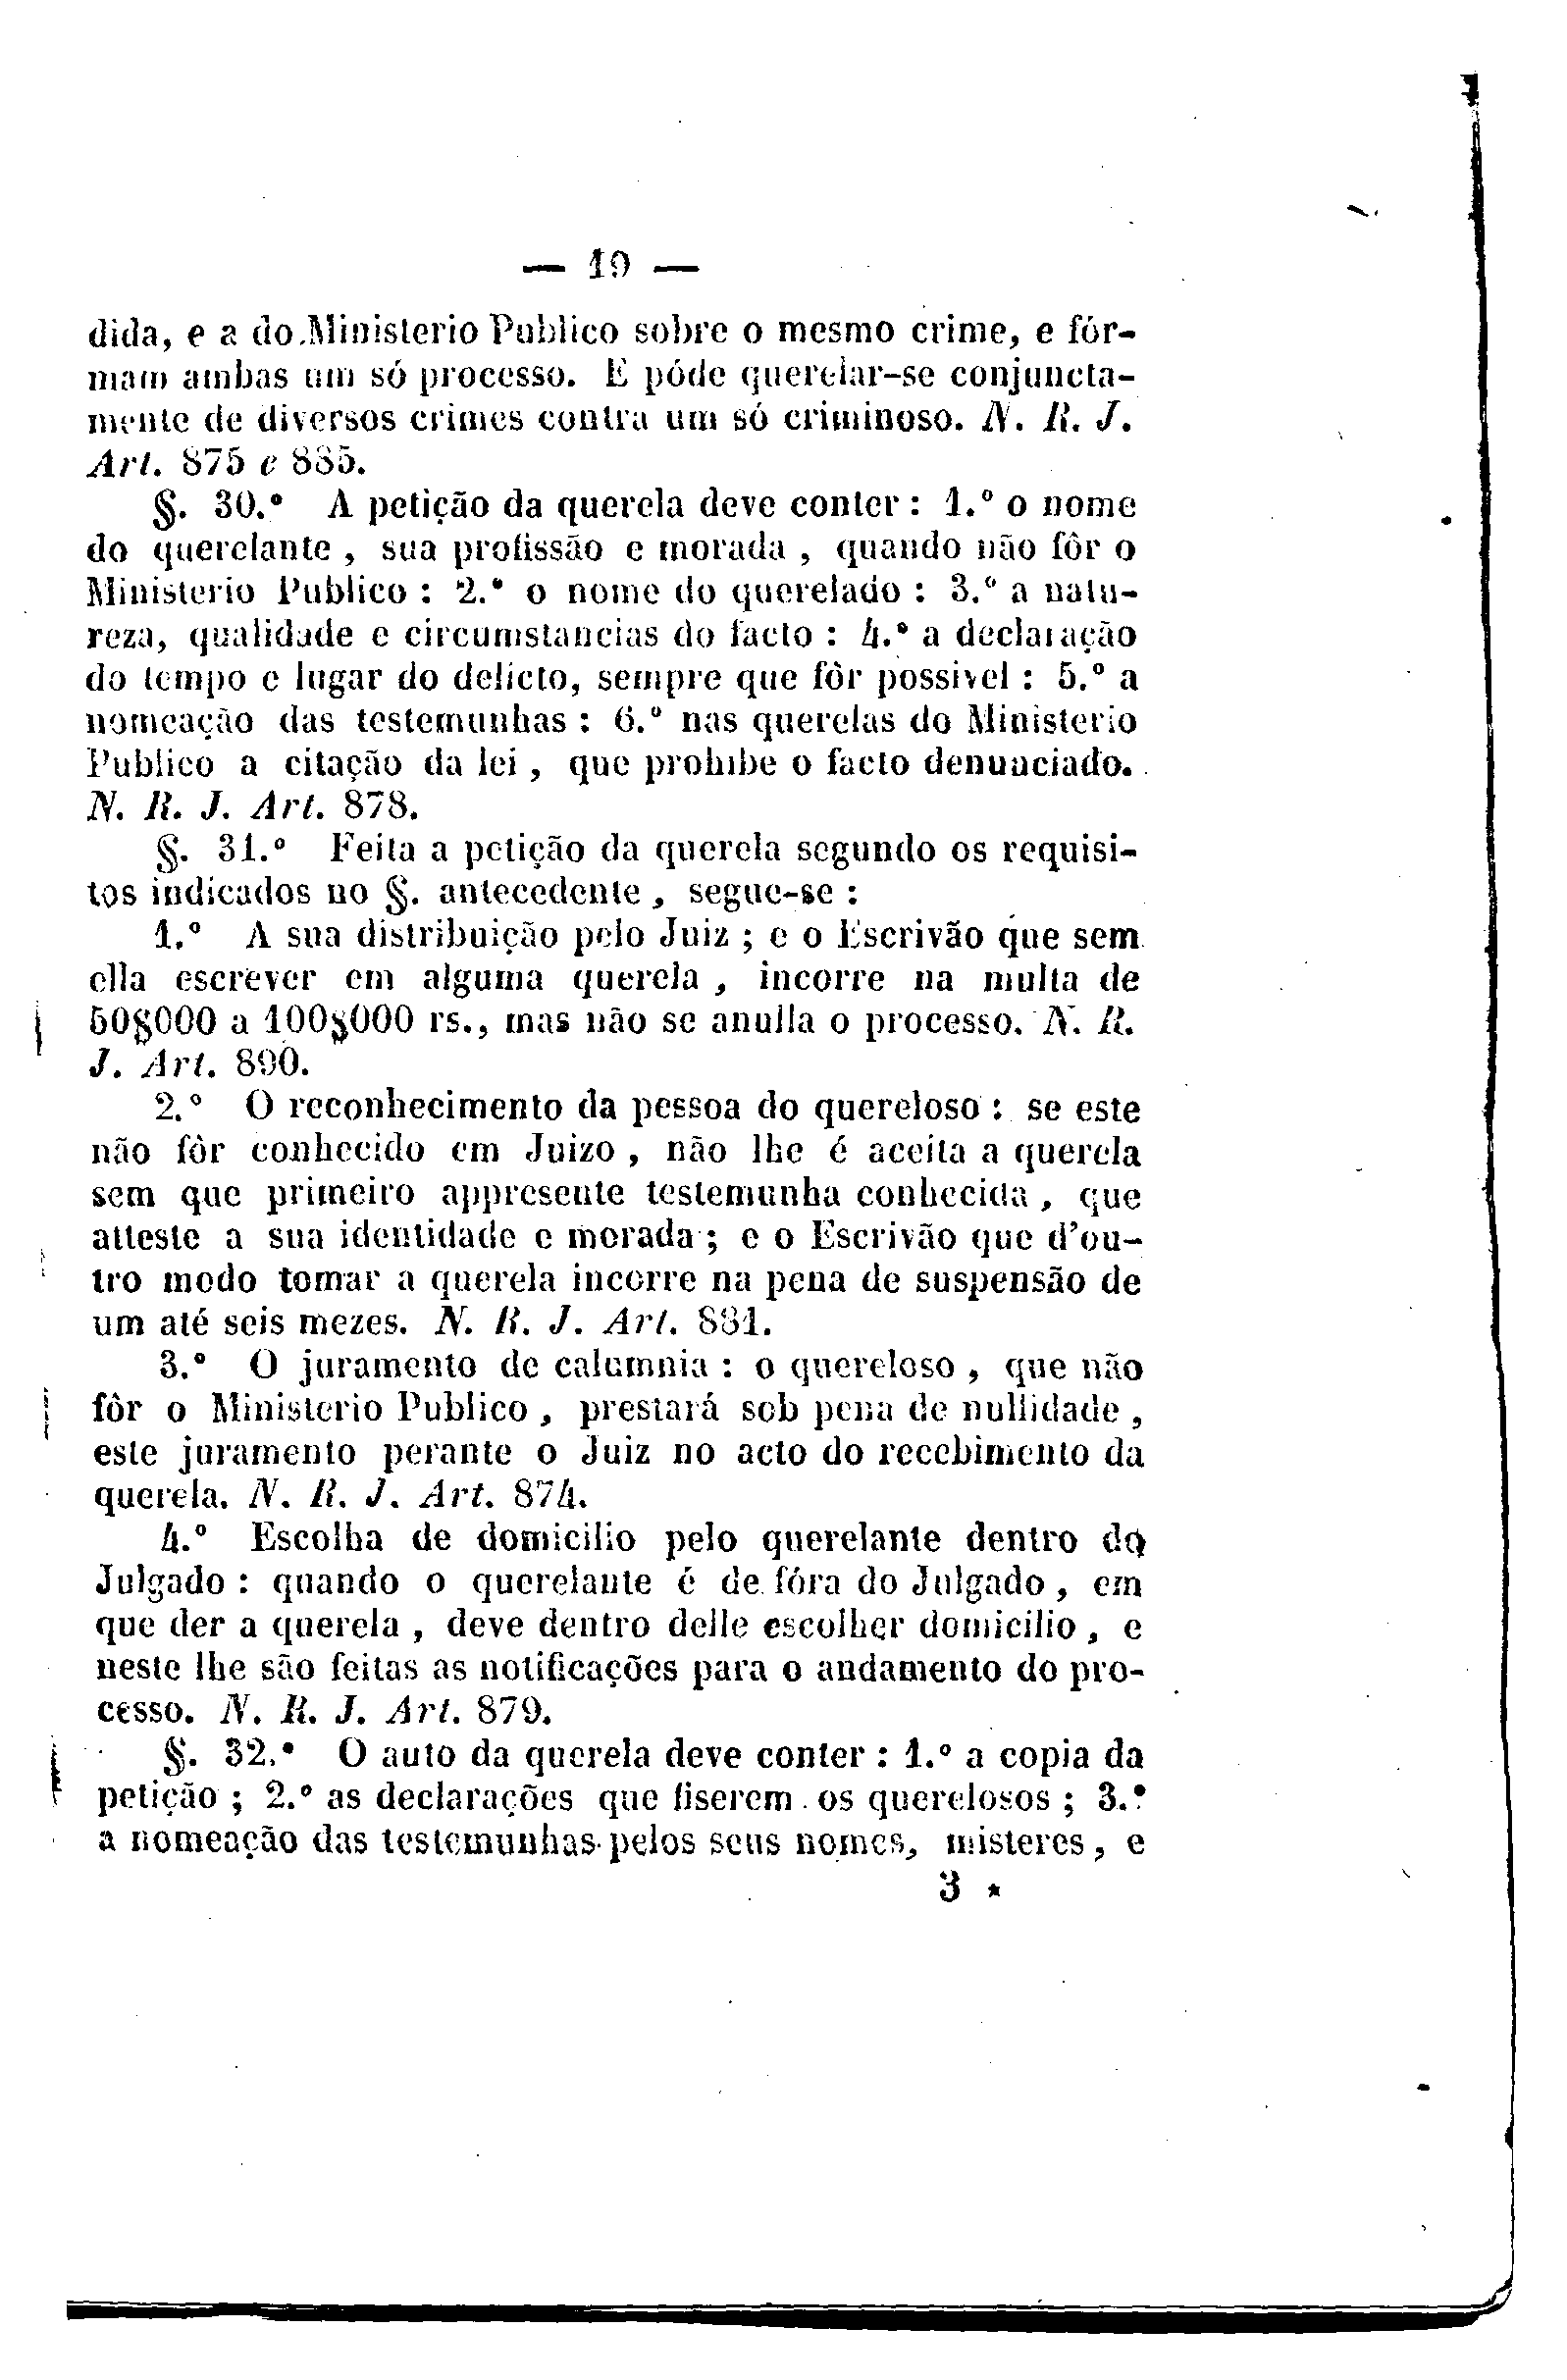 — 19 —
dida, e a do Ministerio Publico sobre o mesmo crime, e fór-
mam ambas um só processo. E póde querelar-se conjuncta-
mente de diversos crimes contra um só criminoso. N. R. J.
Art. 875 e 885.
§. 30.º A petição da querela deve conter : 1.º o nome
do querelante , sua profissão e morada , quando não fôr o
Ministerio Publico : 2.º o nome do querelado : 3.º a natu-
reza, qualidade e circumstancias do facto : 4.º a declaração
do tempo e lugar do delicto, sempre que fôr possivel : 5.º a
nomeação das testemunhas : 6.º nas querelas do Ministerio
Publico a citação da lei , que prohibe o facto denunciado.
N. R. J. Art. 878.
§. 31.º Feita a petição da querela segundo os requisi-
tos indicados no §. antecedente , segue-se :
1.º A sua distribuição pelo Juiz ; e o Escrivão que sem
ella escrever em alguma querela , incorre na multa de
50$000 a 100$000 rs., mas não se anulla o processo. N. R.
J. Art. 890.
2.º O reconhecimento da pessoa do quereloso : se este
não fôr conhecido em Juizo , não lhe é aceita a querela
sem que primeiro appresente testemunha conhecida , que
atteste a sua identidade e morada ; e o Escrivão que d'ou-
tro modo tomar a querela incorre na pena de suspensão de
um até seis mezes. N. R. J. Art. 881.
3.º O juramento de calumnia : o quereloso , que não
fôr o Ministerio Publico , prestará sob pena de nullidade ,
este juramento perante o Juiz no acto do recebimento da
querela. N. R. J. Art. 874.
4.º Escolha de domicilio pelo querelante dentro do
Julgado : quando o querelante é de fóra do Julgado , em
que der a querela , deve dentro delle escolher domicilio , e
neste lhe são feitas as notificações para o andamento do pro-
cesso. N. R. J. Art. 879.
§. 32.º O auto da querela deve conter : 1.º a copia da
petição ; 2.º as declarações que fiserem os querelosos ; 3.º
a nomeação das testemunhas pelos seus nomes, misteres , e
3 *